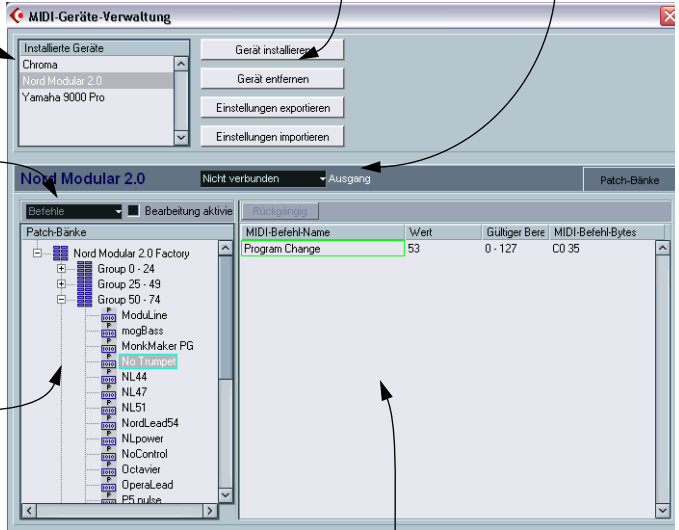 MIDI-Geräte-Verwaltung
Installierte Geräte
Chroma
Nord Modular 2.0
Yamaha 9000 Pro
Gerät installieren
Gerät entfernen
Einstellungen exportieren
Einstellungen importieren
Nord Modular 2.0
Nicht verbunden
Ausgang
Patch-Bänke
Befehle
Bearbeitung aktivie
Rückgängig
Patch-Bänke
Nord Modular 2.0 Factory
Group 0 - 24
Group 25 - 49
Group 50 - 74
ModuLine
mogBass
MonkMaker PG
No Trumpet
NL44
NL47
NL51
NordLead54
NLpower
NoControl
Octavier
OperaLead
P5 pulse
MIDI-Befehl-Name Wert Gültiger Bere MIDI-Befehl-Bytes
Program Change 53 0 - 127 C0 35